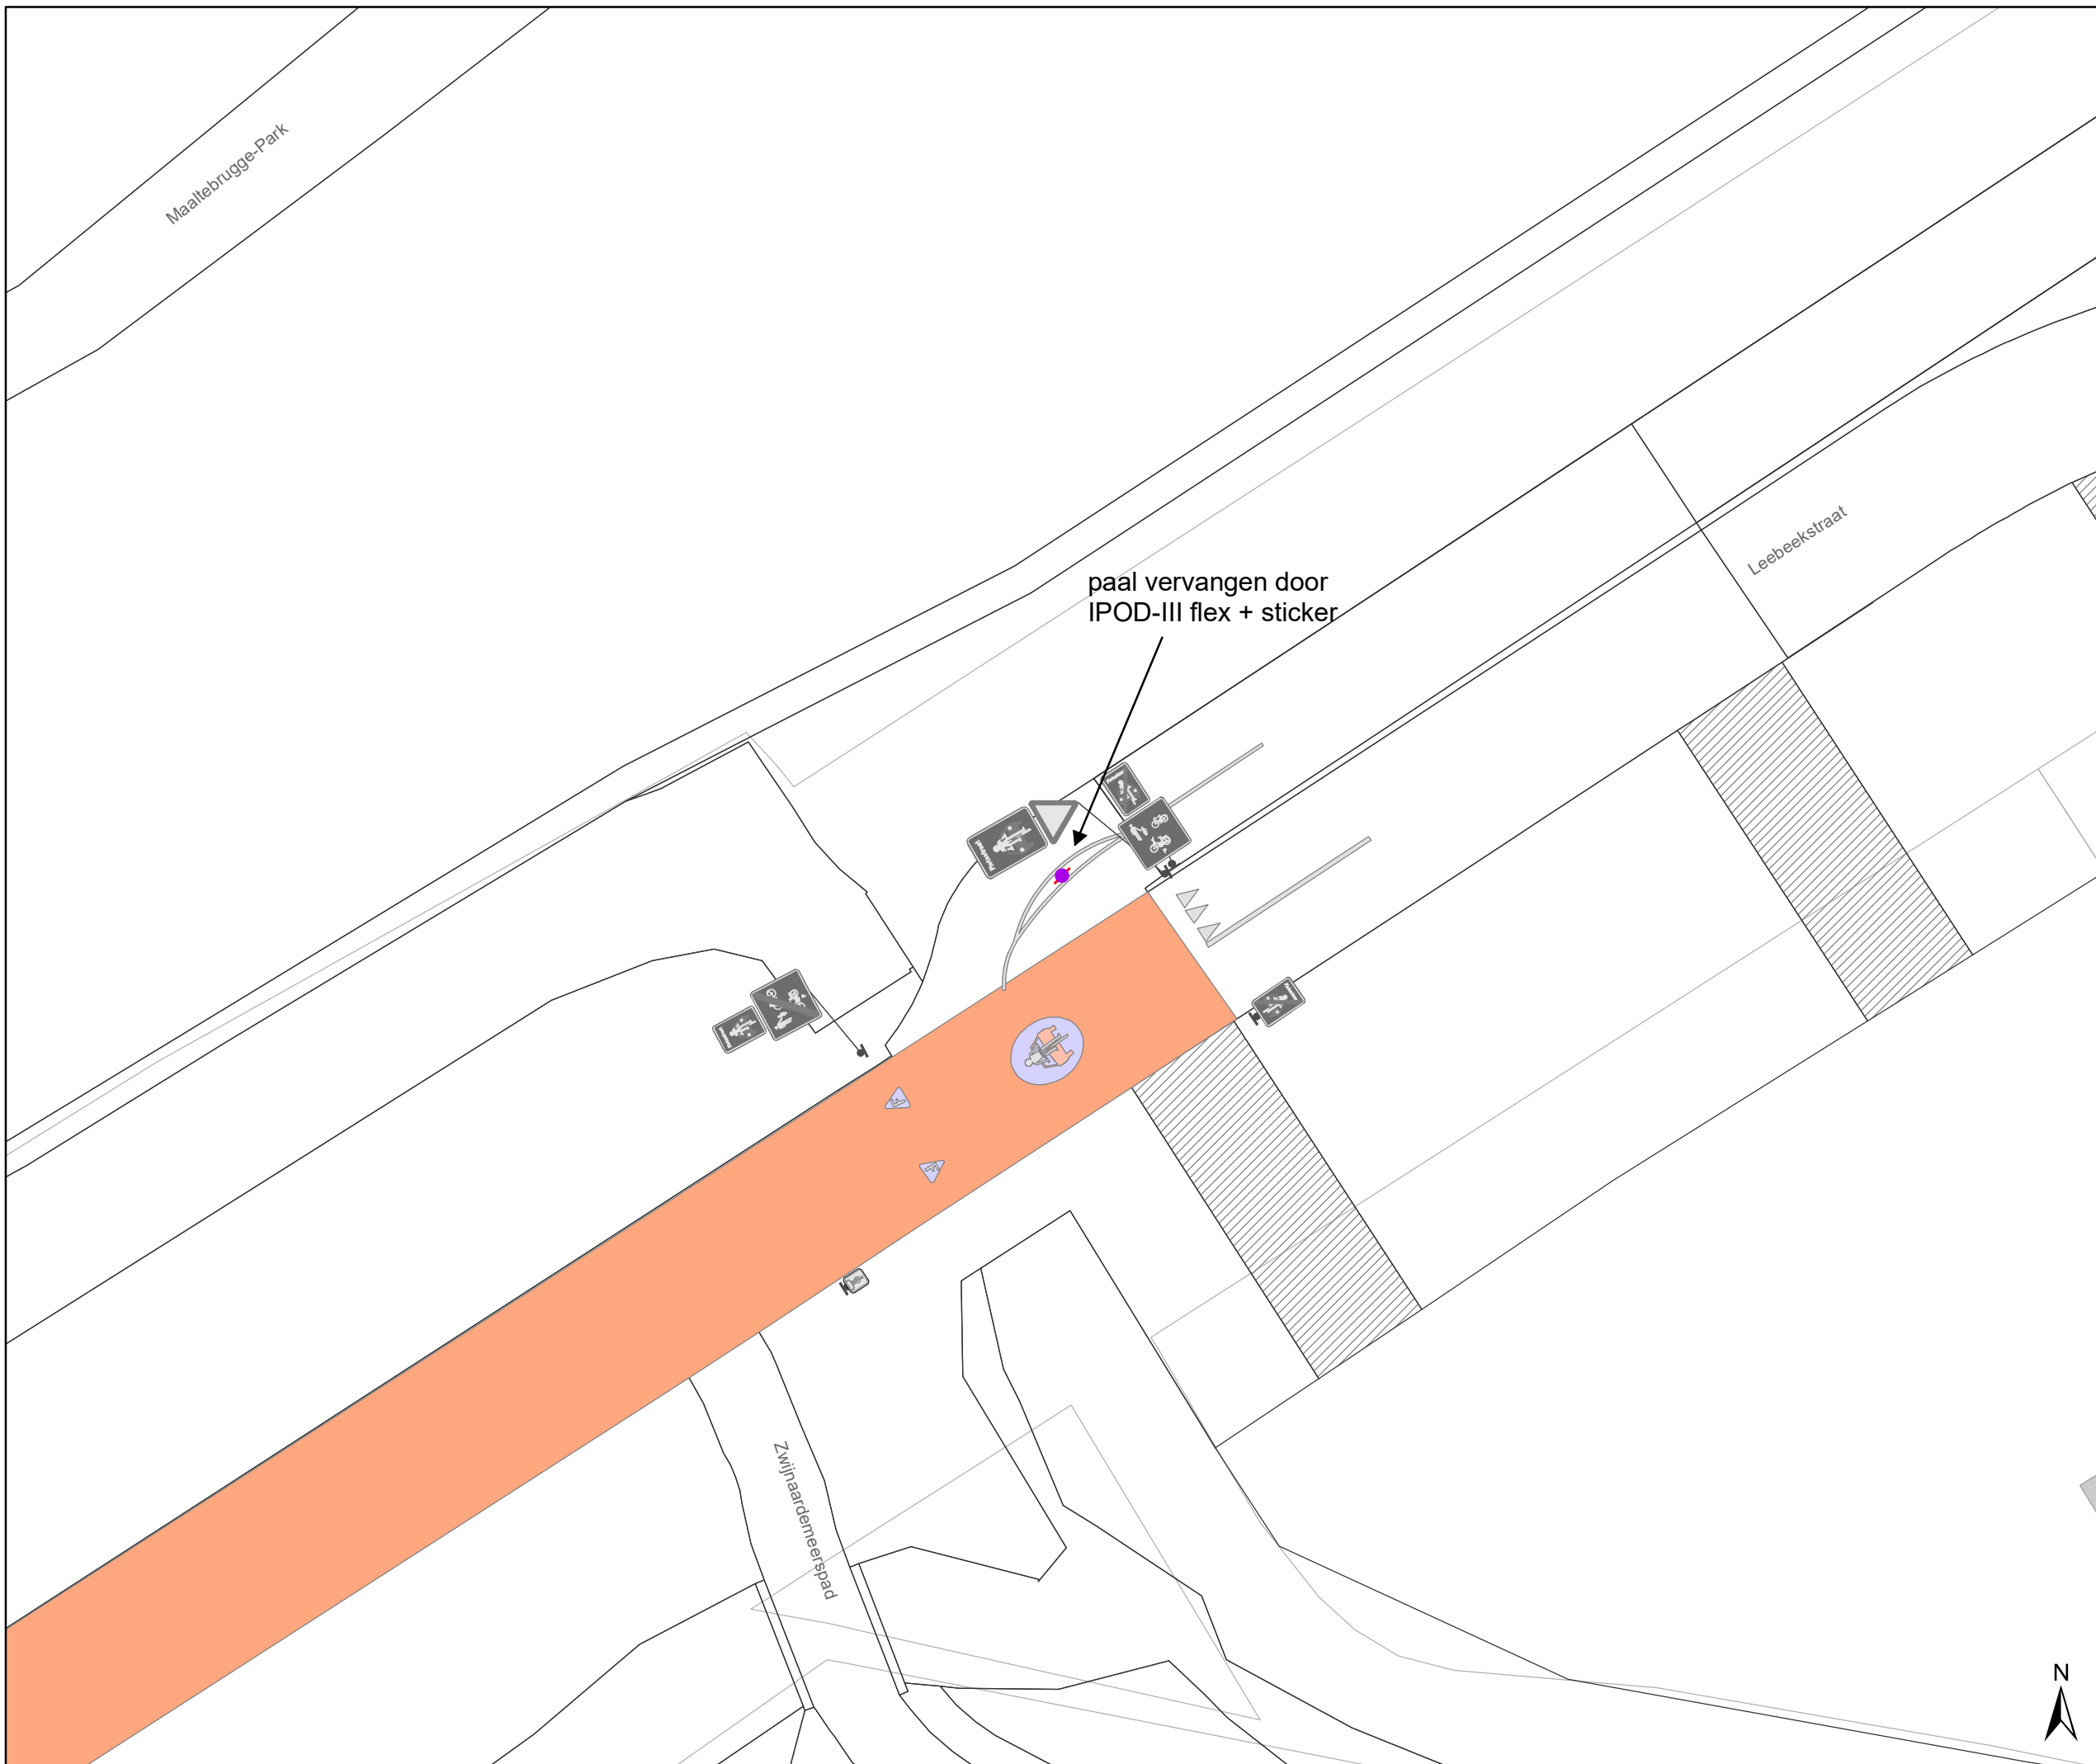 Maaltebrugge-Park
Leebeekstraat
paal vervangen door
IPOD-III flex + sticker
F
F
Zwijnaardemeerspad
N